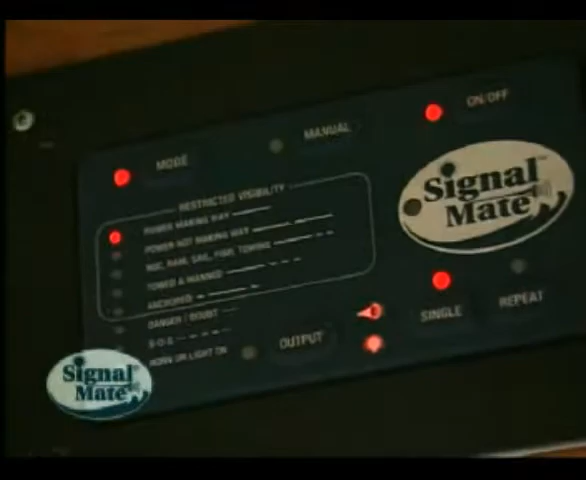 ON/OFF
MANUAL
MODE
RESTRICTED VISIBILITY
Signal Mate™
POWER MAKING WAY
POWER NOT MAKING WAY
NUC, RAM, SAIL, FISH, TOWING
TOWED & MANNED
ANCHORED
DANGER / DOUBT
S-O-S
HORN OR LIGHT ON
OUTPUT
SINGLE
REPEAT
Signal
Mate®